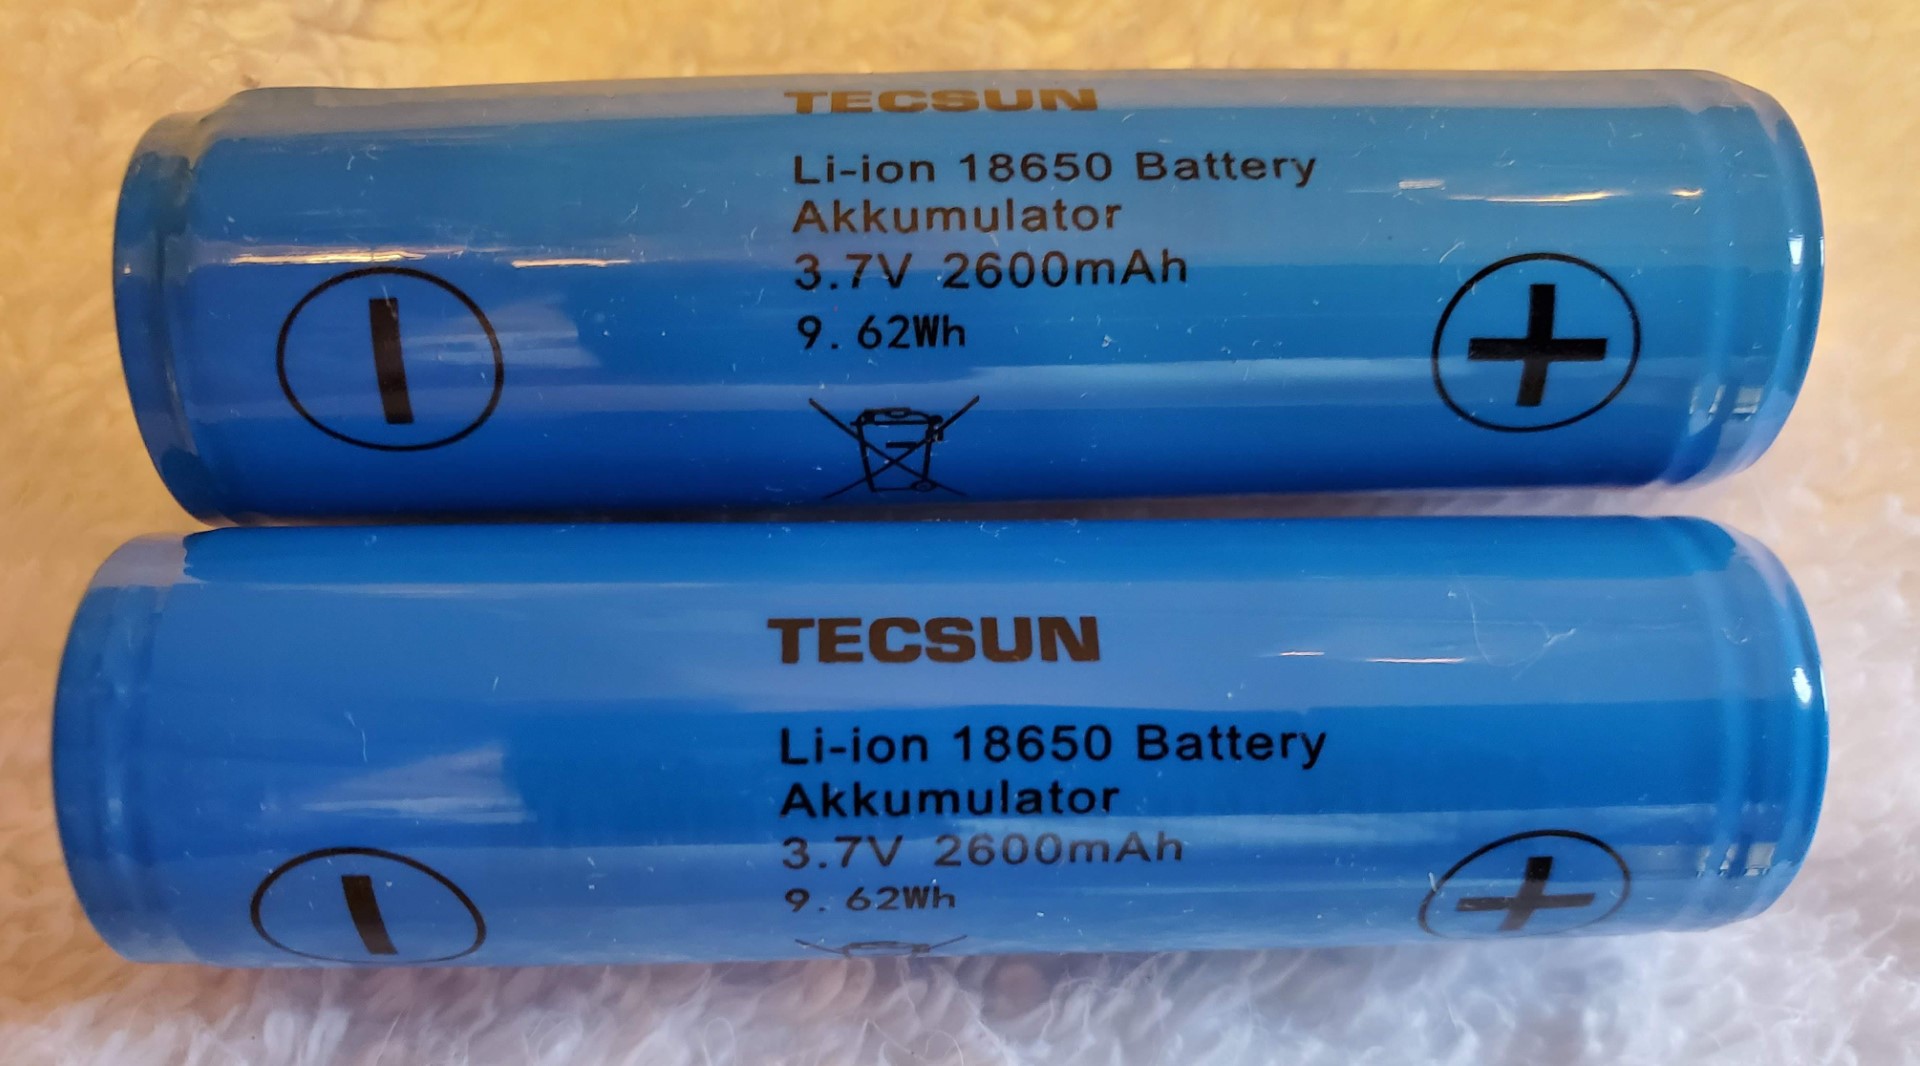 TECSUN
Li-ion 18650 Battery
Akkumulator
3.7V 2600mAh
9.62Wh
TECSUN
Li-ion 18650 Battery
Akkumulator
3.7V 2600mAh
9.62Wh